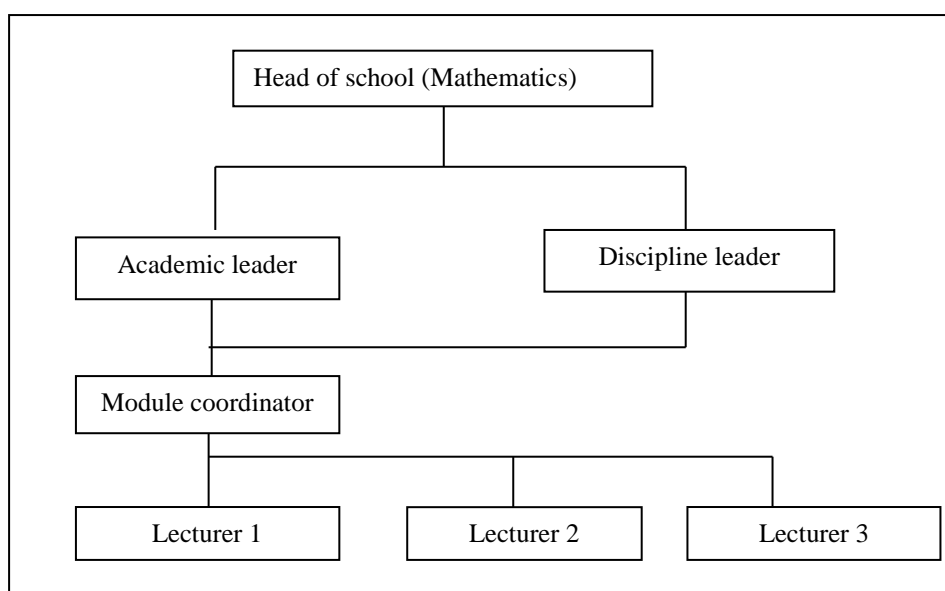 Head of school (Mathematics)
Academic leader
Discipline leader
Module coordinator
Lecturer 1
Lecturer 2
Lecturer 3